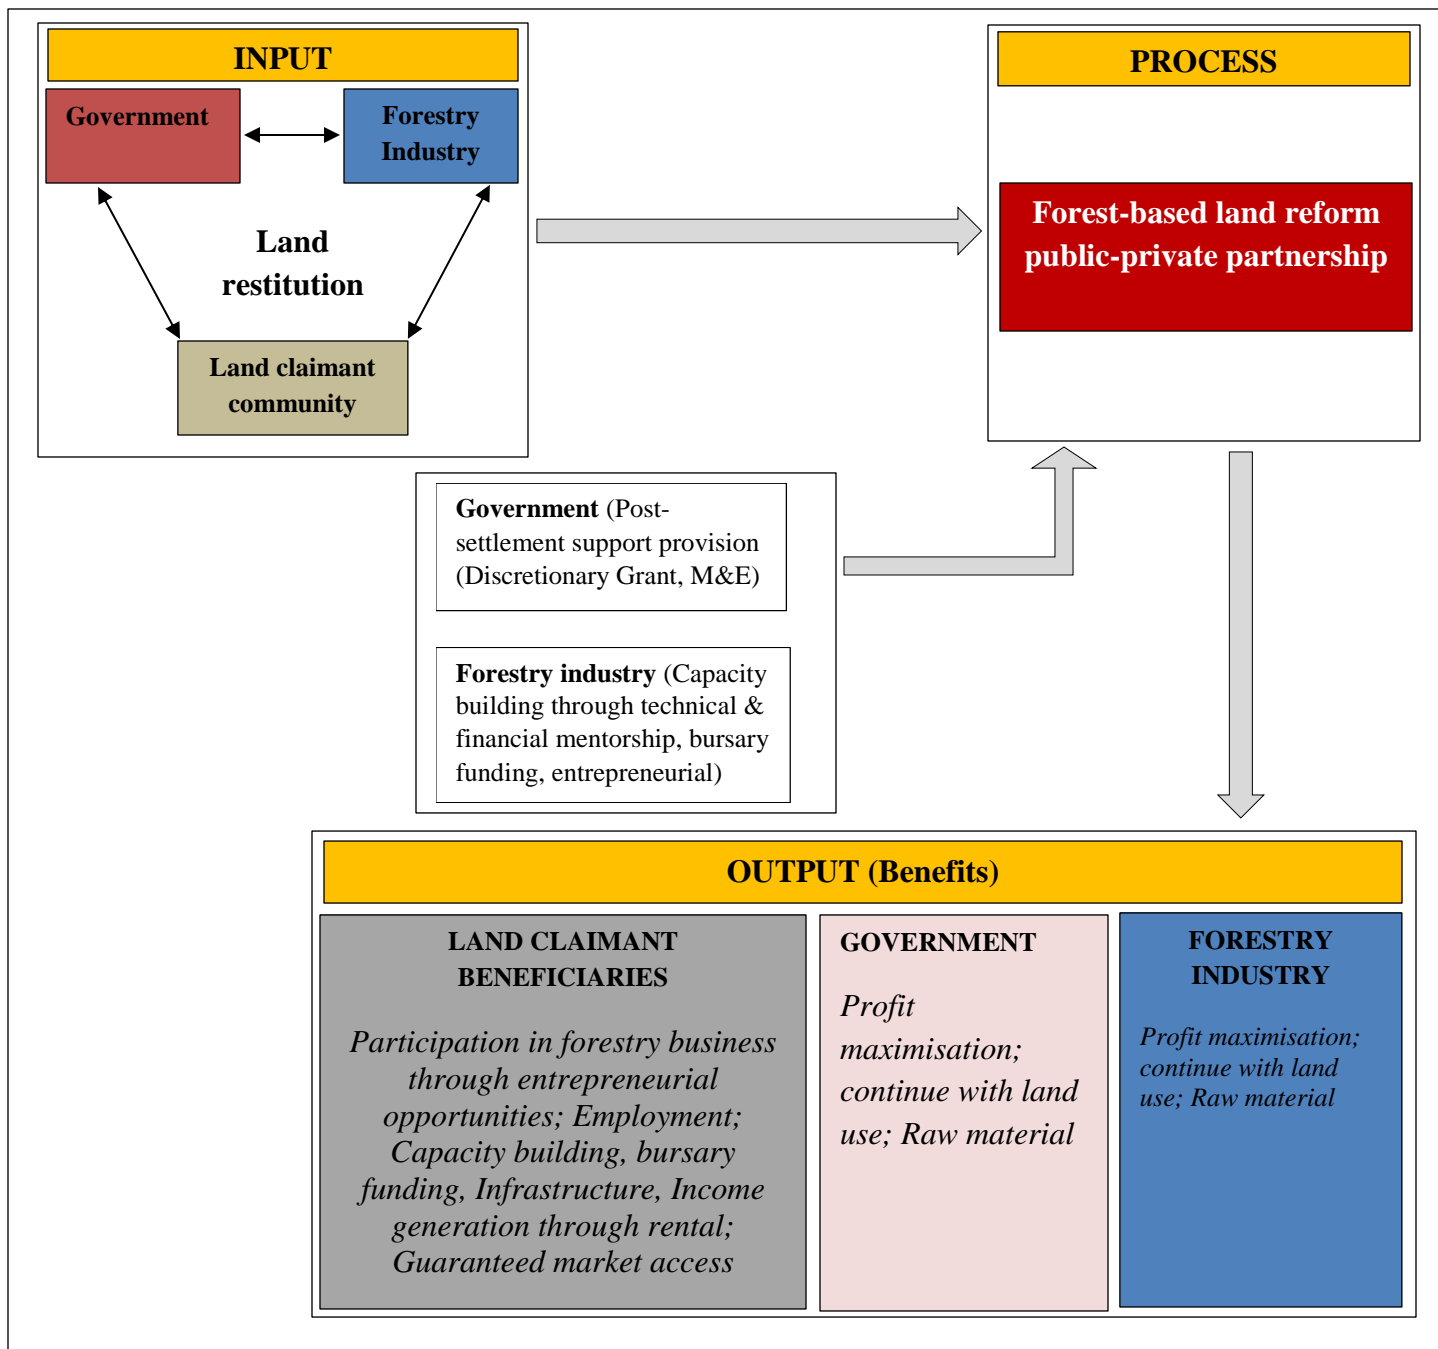 INPUT
Government
Forestry
Industry
Land
restitution
Land claimant
community
PROCESS
Forest-based land reform
public-private partnership
Government (Post-
settlement support provision
(Discretionary Grant, M&E)
Forestry industry (Capacity
building through technical &
financial mentorship, bursary
funding, entrepreneurial)
OUTPUT (Benefits)
LAND CLAIMANT
BENEFICIARIES
Participation in forestry business
through entrepreneurial
opportunities; Employment;
Capacity building, bursary
funding, Infrastructure, Income
generation through rental;
Guaranteed market access
GOVERNMENT
Profit
maximisation;
continue with land
use; Raw material
FORESTRY
INDUSTRY
Profit maximisation;
continue with land
use; Raw material